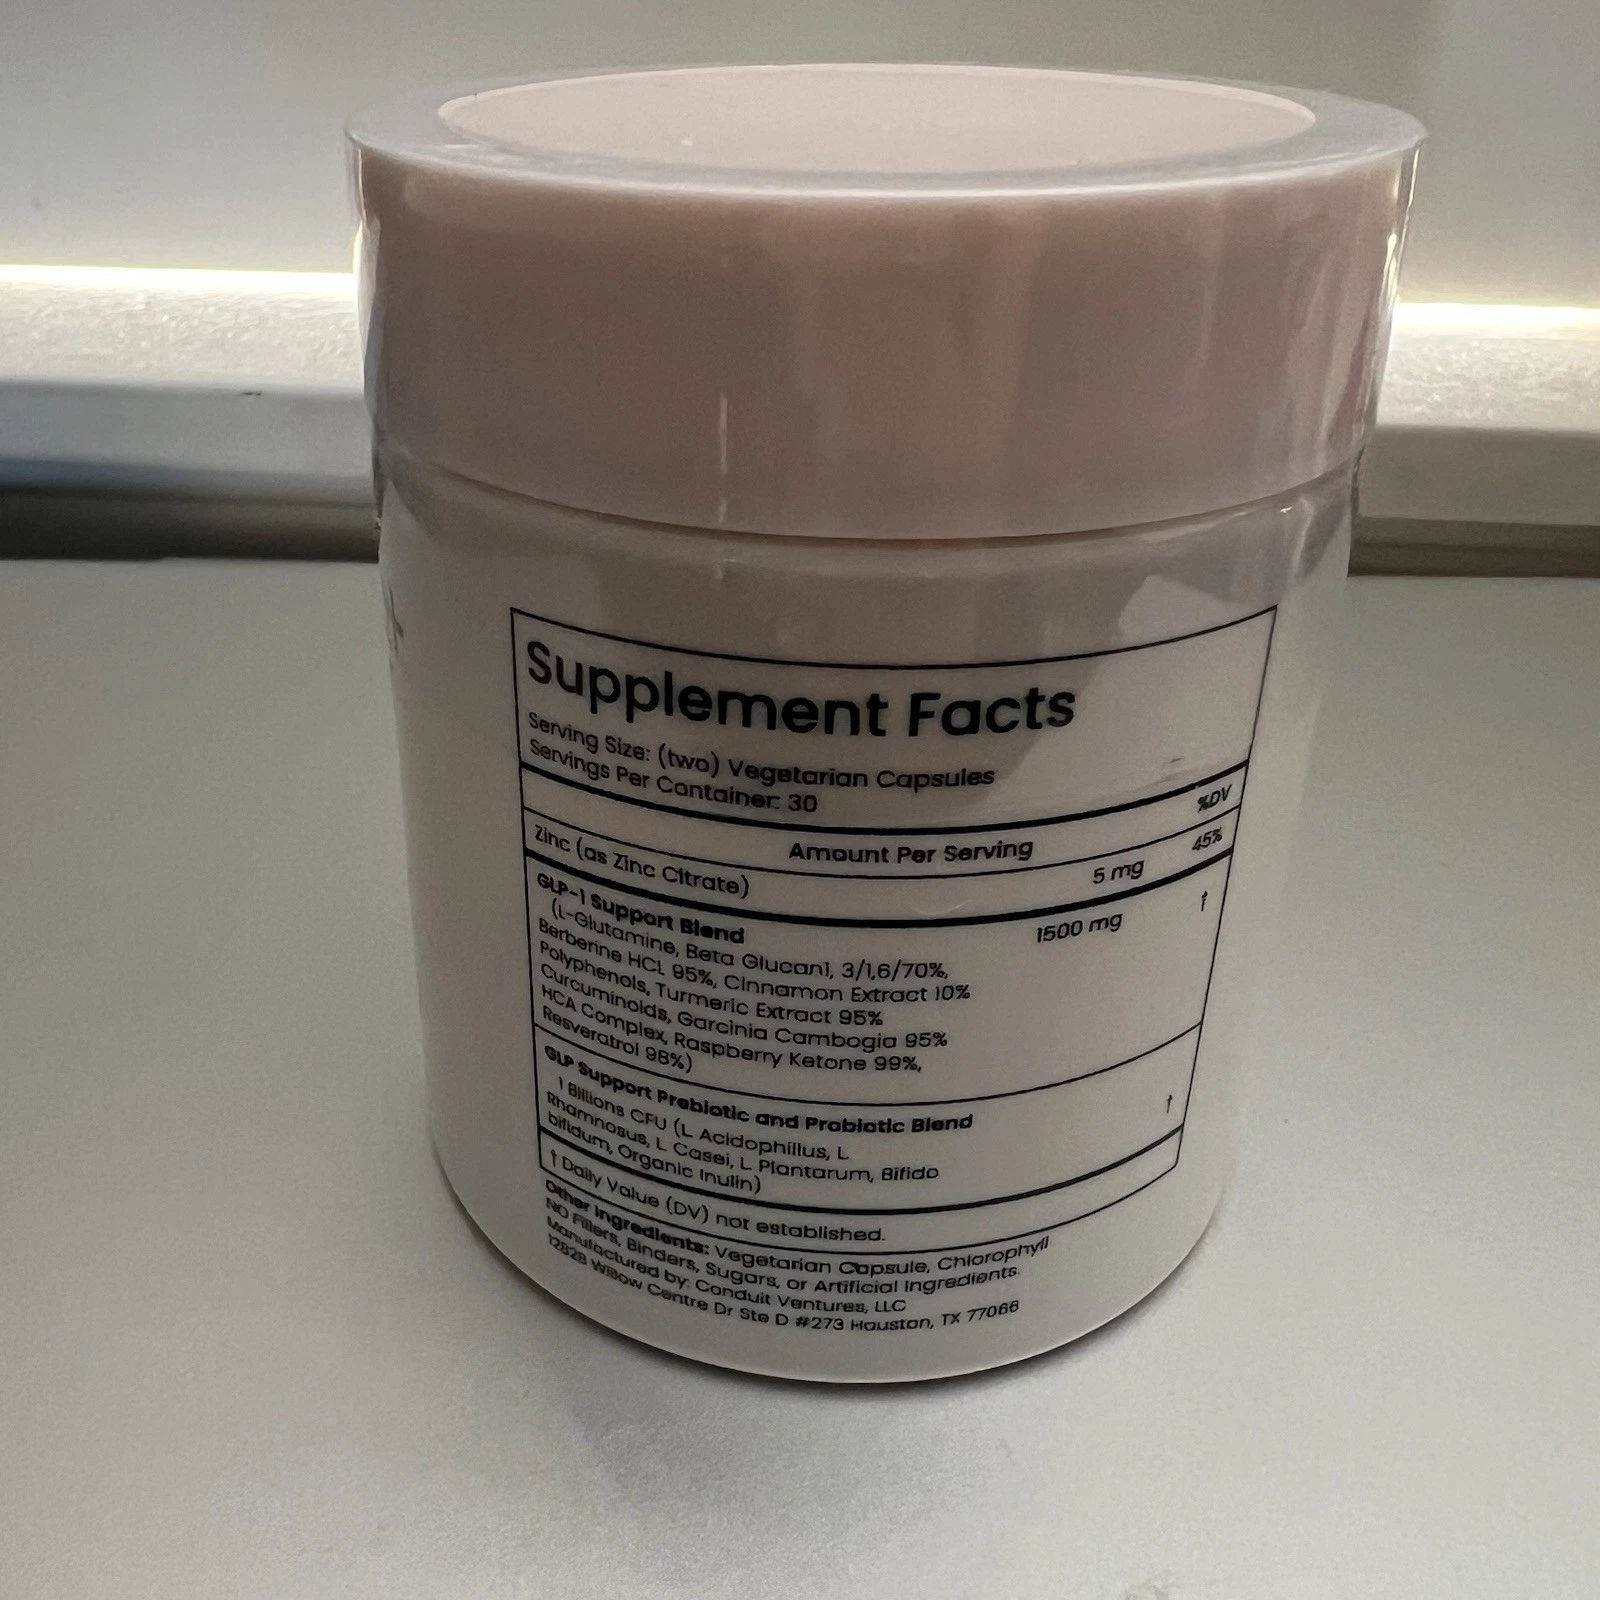 Supplement Facts
Serving Size: (two) Vegetarian Capsules
Servings Per Container: 30
%DV
Amount Per Serving
Zinc (as Zinc Citrate) 5 mg 45%
GLP-1 Support Blend 1500 mg †
(L-Glutamine, Beta Glucan1, 3/1,6/70%,
Berberine HCL 95%, Cinnamon Extract 10%
Polyphenols, Turmeric Extract 95%
Curcuminoids, Garcinia Cambogia 95%
HCA Complex, Raspberry Ketone 99%,
Resveratrol 98%)
GLP Support Prebiotic and Probiotic Blend †
1 Billions CFU (L Acidophillus, L
Rhamnosus, L Casei, L Plantarum, Bifido
bifidum, Organic Inulin)
† Daily Value (DV) not established.
Other Ingredients: Vegetarian Capsule, Chlorophyll
NO Fillers, Binders, Sugars, or Artificial Ingredients.
Manufactured by: Conduit Ventures, LLC
12828 Willow Centre Dr Ste D #273 Houston, TX 77066